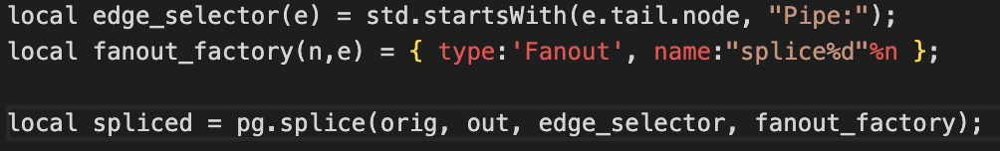 local edge_selector(e) = std.startsWith(e.tail.node, "Pipe:");
local fanout_factory(n,e) = { type:'Fanout', name:"splice%d"%n };
local spliced = pg.splice(orig, out, edge_selector, fanout_factory);